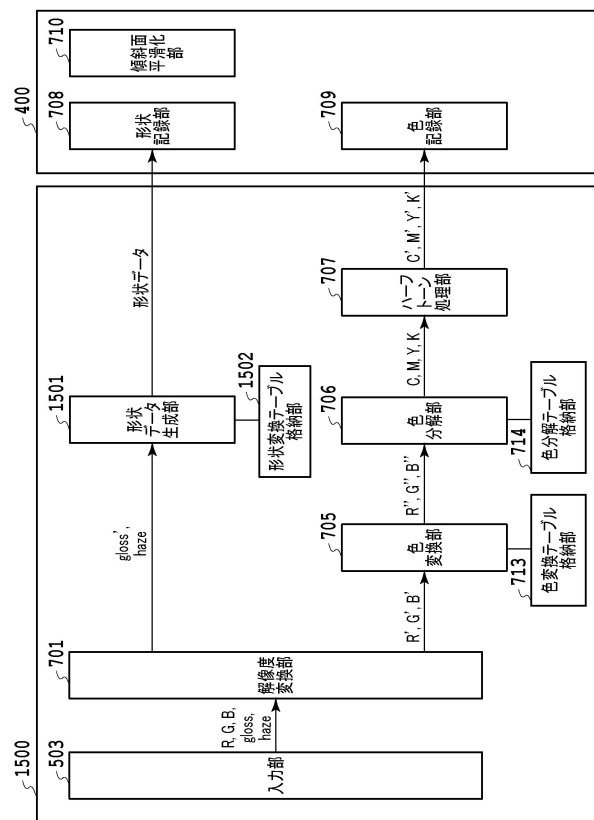 1500
400
503
入力部
R, G, B,
gloss,
haze
701
解像度
変換部
gloss',
haze
1501
形状
データ
生成部
1502
形状変換テーブル
格納部
形状データ
708
形状
記録部
710
傾斜面
平滑化
部
R', G', B'
705
色
変換部
713
色変換テーブル
格納部
R'', G'', B''
706
色
分解部
714
色分解テーブル
格納部
C, M, Y, K
707
ハーフ
トーン
処理部
C', M', Y', K'
709
色
記録部